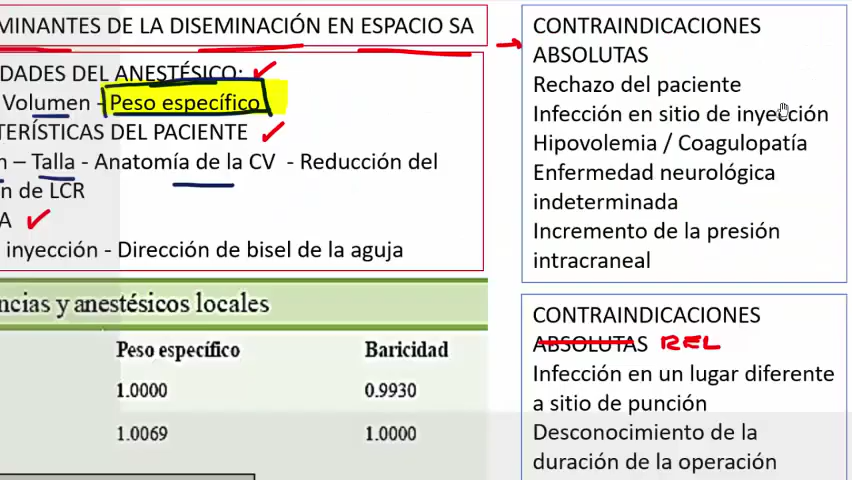 MINANTES DE LA DISEMINACIÓN EN ESPACIO SA
DADES DEL ANESTÉSICO:
Volumen - Peso específico
TERÍSTICAS DEL PACIENTE
n – Talla - Anatomía de la CV - Reducción del
n de LCR
A
inyección - Dirección de bisel de la aguja
ncias y anestésicos locales
Peso específico Baricidad
1.0000 0.9930
1.0069 1.0000
CONTRAINDICACIONES
ABSOLUTAS
Rechazo del paciente
Infección en sitio de inyección
Hipovolemia / Coagulopatía
Enfermedad neurológica
indeterminada
Incremento de la presión
intracraneal
CONTRAINDICACIONES
ABSOLUTAS REL
Infección en un lugar diferente
a sitio de punción
Desconocimiento de la
duración de la operación